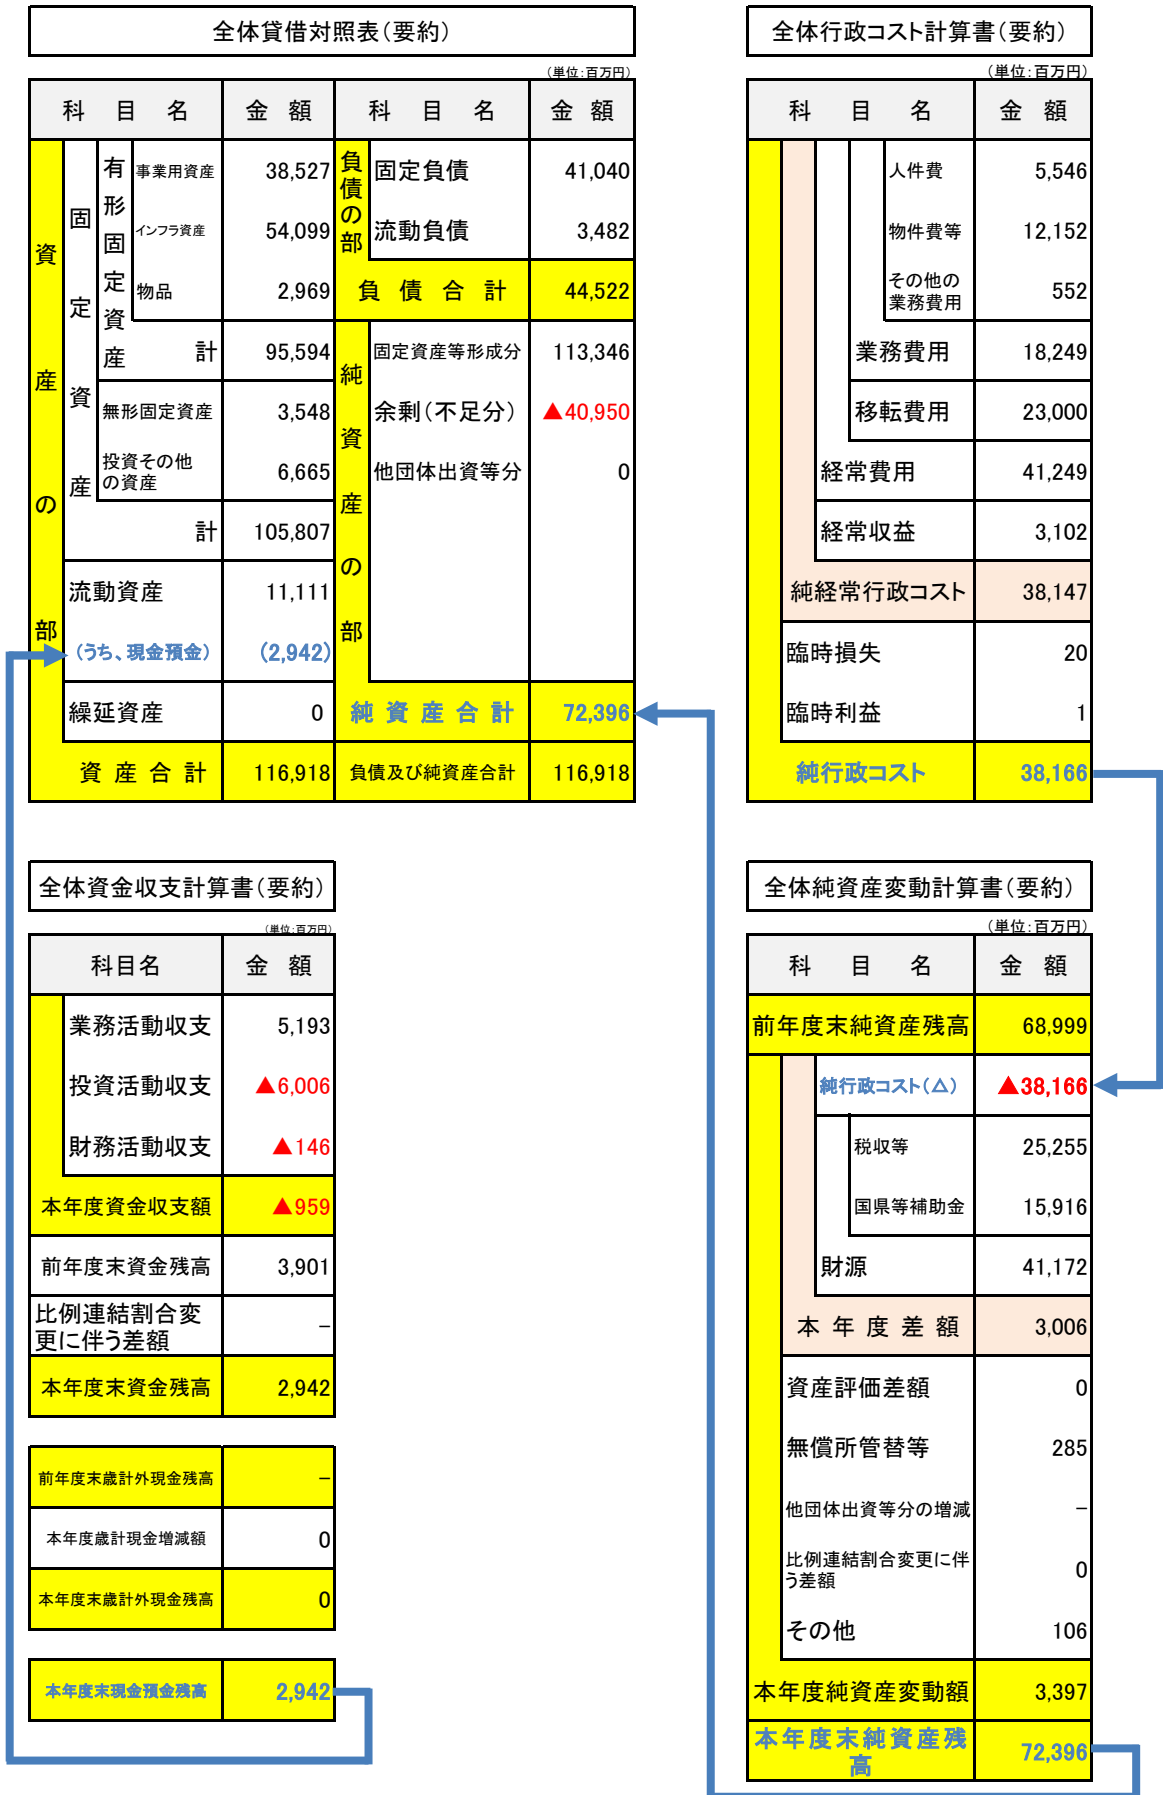 全体貸借対照表（要約）
（単位：百万円）
科 目 名 金 額 科 目 名 金 額
資産の部
固定資産
有形固定資産
事業用資産 38,527
インフラ資産 54,099
物品 2,969
計 95,594
無形固定資産 3,548
投資その他
の資産 6,665
計 105,807
流動資産 11,111
（うち、現金預金） (2,942)
繰延資産 0
資産合計 116,918
負債の部
固定負債 41,040
流動負債 3,482
負債合計 44,522
純資産の部
固定資産等形成分 113,346
余剰（不足分） ▲40,950
他団体出資等分 0
純資産合計 72,396
負債及び純資産合計 116,918
全体行政コスト計算書（要約）
（単位：百万円）
科 目 名 金 額
人件費 5,546
物件費等 12,152
その他の
業務費用 552
業務費用 18,249
移転費用 23,000
経常費用 41,249
経常収益 3,102
純経常行政コスト 38,147
臨時損失 20
臨時利益 1
純行政コスト 38,166
全体資金収支計算書（要約）
（単位：百万円）
科目名 金 額
業務活動収支 5,193
投資活動収支 ▲6,006
財務活動収支 ▲146
本年度資金収支額 ▲959
前年度末資金残高 3,901
比例連結割合変
更に伴う差額 －
本年度末資金残高 2,942
前年度末歳計外現金残高 －
本年度歳計現金増減額 0
本年度末歳計外現金残高 0
本年度末現金預金残高 2,942
全体純資産変動計算書（要約）
（単位：百万円）
科 目 名 金 額
前年度末純資産残高 68,999
純行政コスト（△） ▲38,166
税収等 25,255
国県等補助金 15,916
財源 41,172
本年度差額 3,006
資産評価差額 0
無償所管替等 285
他団体出資等分の増減 －
比例連結割合変更に伴
う差額 0
その他 106
本年度純資産変動額 3,397
本年度末純資産残
高 72,396